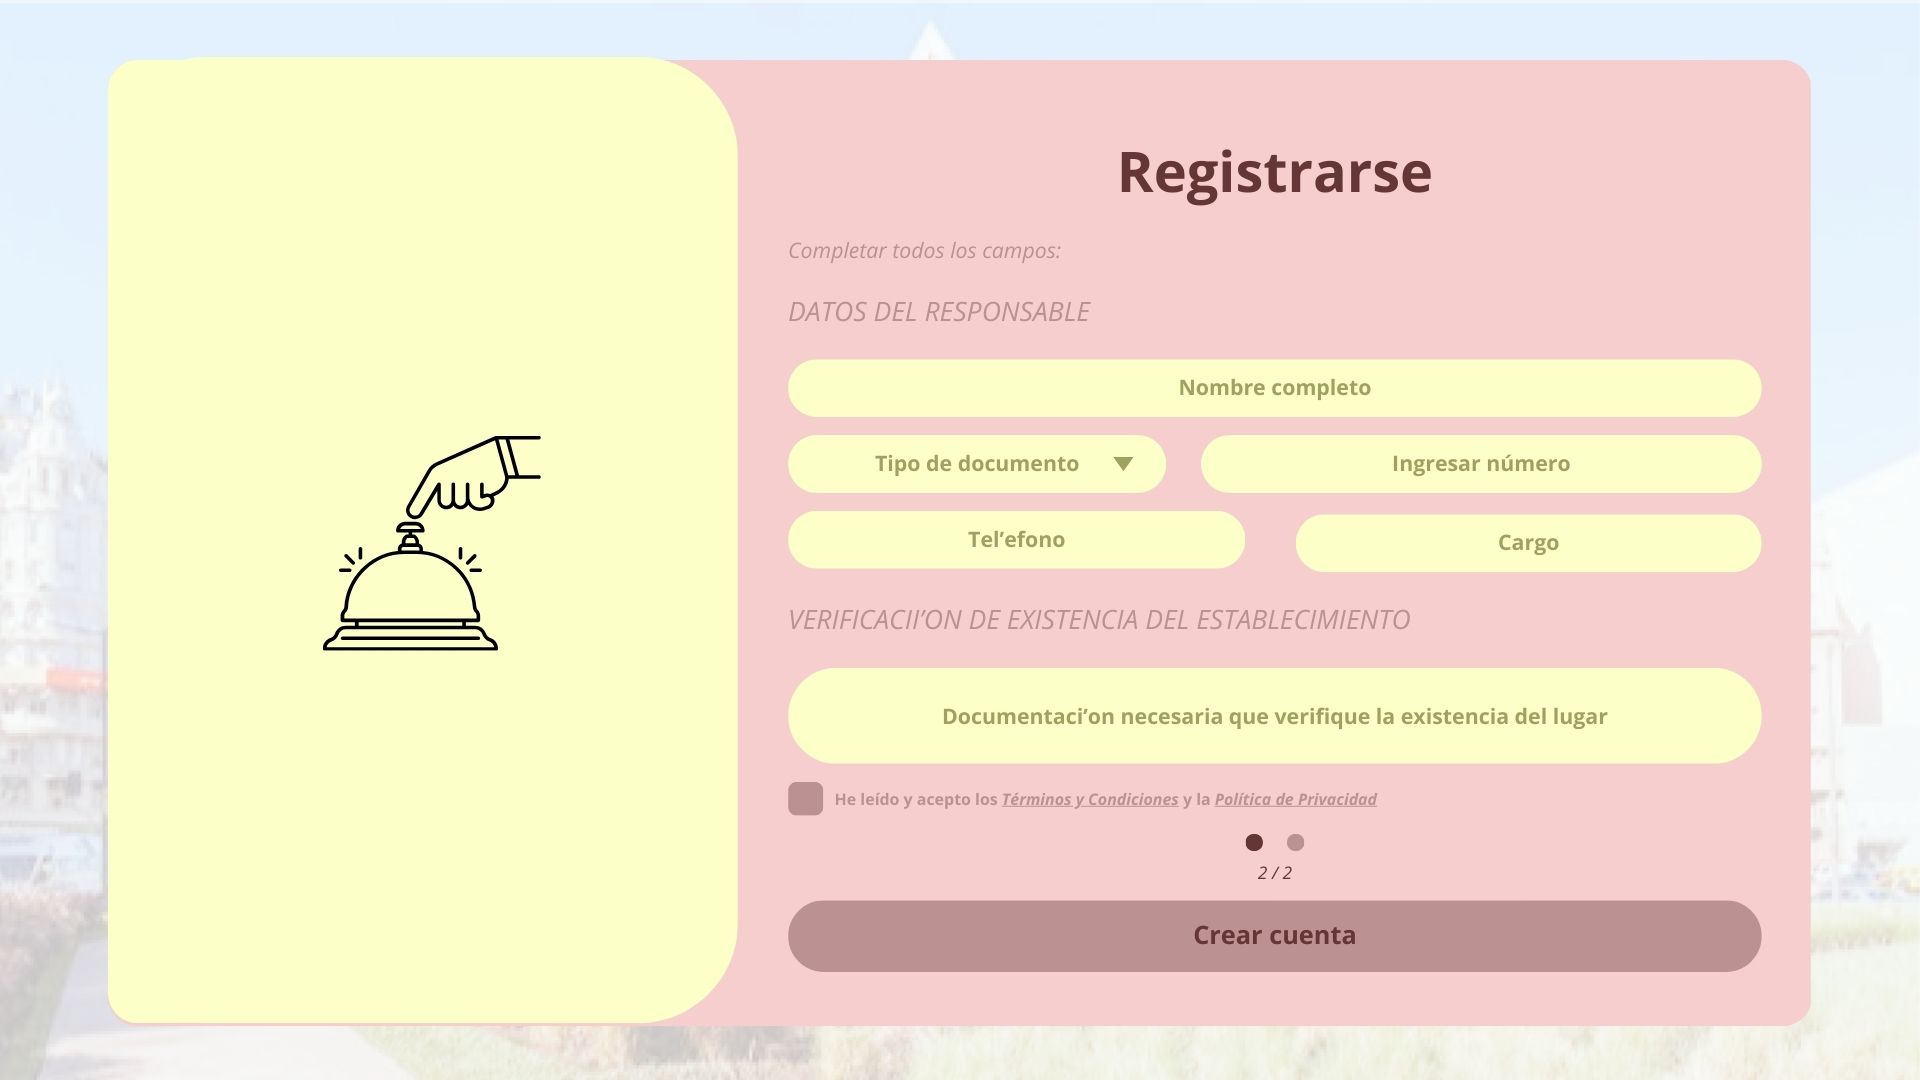 Registrarse
Completar todos los campos:
DATOS DEL RESPONSABLE
Nombre completo
Tipo de documento
Ingresar número
Tel’efono
Cargo
VERIFICACII’ON DE EXISTENCIA DEL ESTABLECIMIENTO
Documentaci’on necesaria que verifique la existencia del lugar
He leído y acepto los Términos y Condiciones y la Política de Privacidad
2 / 2
Crear cuenta